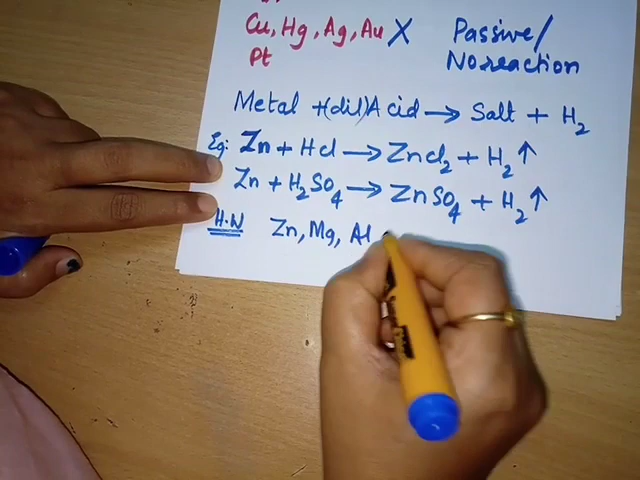 Cu, Hg, Ag, Au X Passive/
Pt No reaction
Metal +(dil)Acid → Salt + H₂
Eg: Zn + Hcl → Zncl₂ + H₂ ↑
Zn + H₂SO₄ → ZnSO₄ + H₂ ↑
H.W Zn, Mg, Al